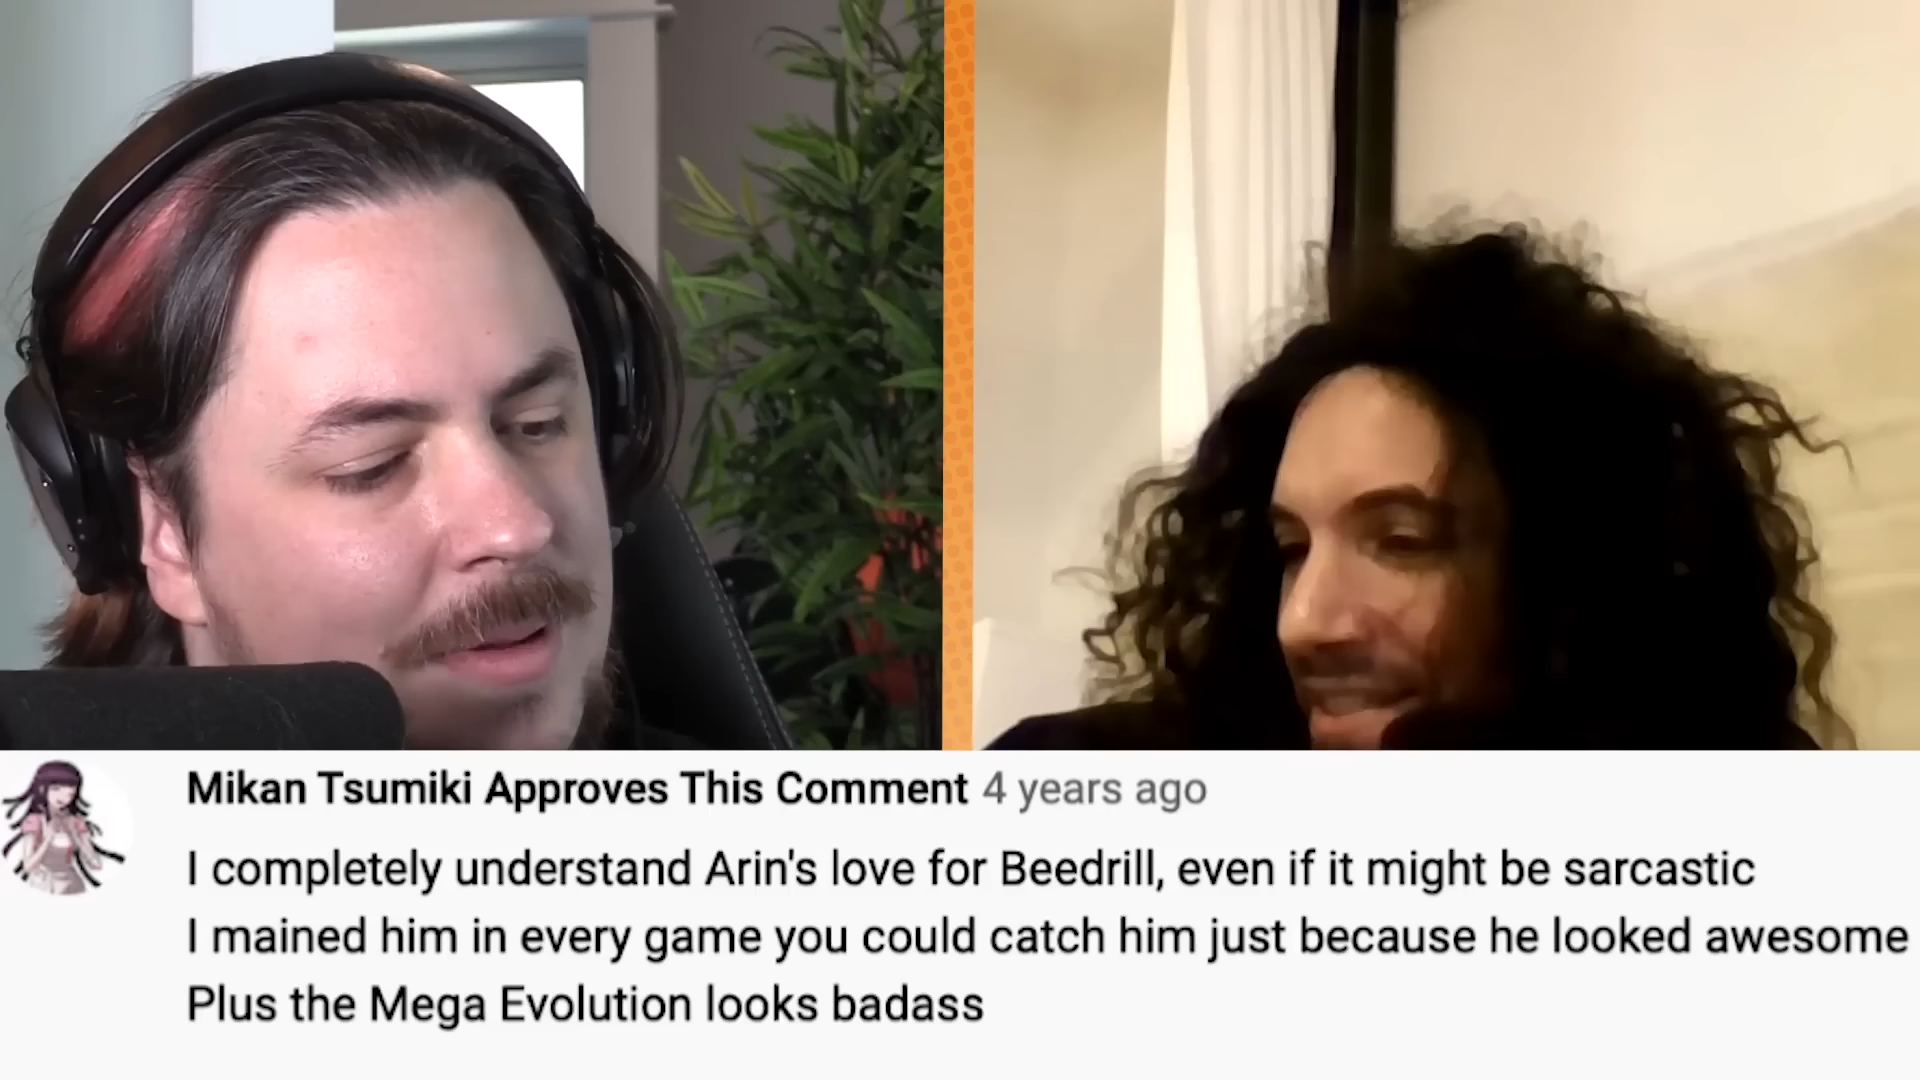 Mikan Tsumiki Approves This Comment 4 years ago
I completely understand Arin's love for Beedrill, even if it might be sarcastic
I mained him in every game you could catch him just because he looked awesome
Plus the Mega Evolution looks badass